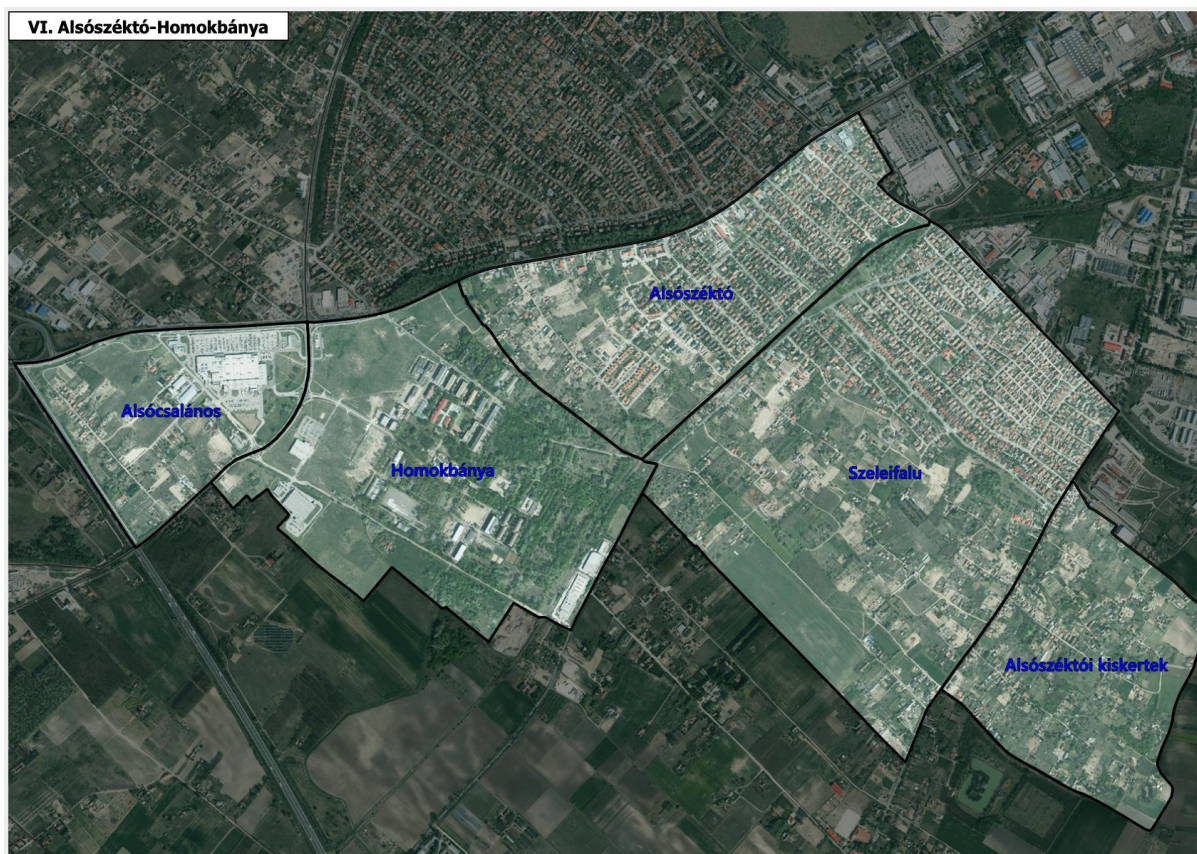 VI. Alsószéktó-Homokbánya
Alsószéktó
Alsócsalános
Homokbánya
Szeleifalu
Alsószéktói kiskertek